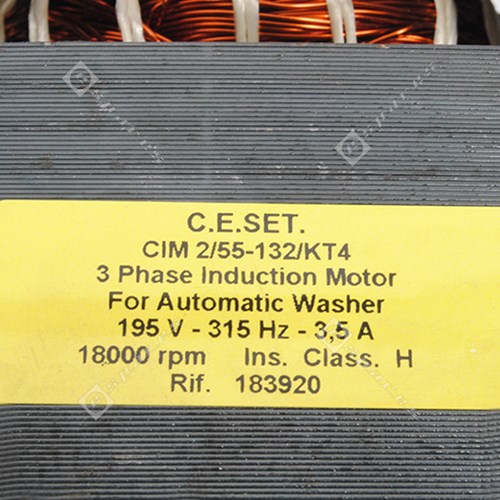 C.E.SET.
CIM 2/55-132/KT4
3 Phase Induction Motor
For Automatic Washer
195 V - 315 Hz - 3,5 A
18000 rpm Ins. Class. H
Rif. 183920